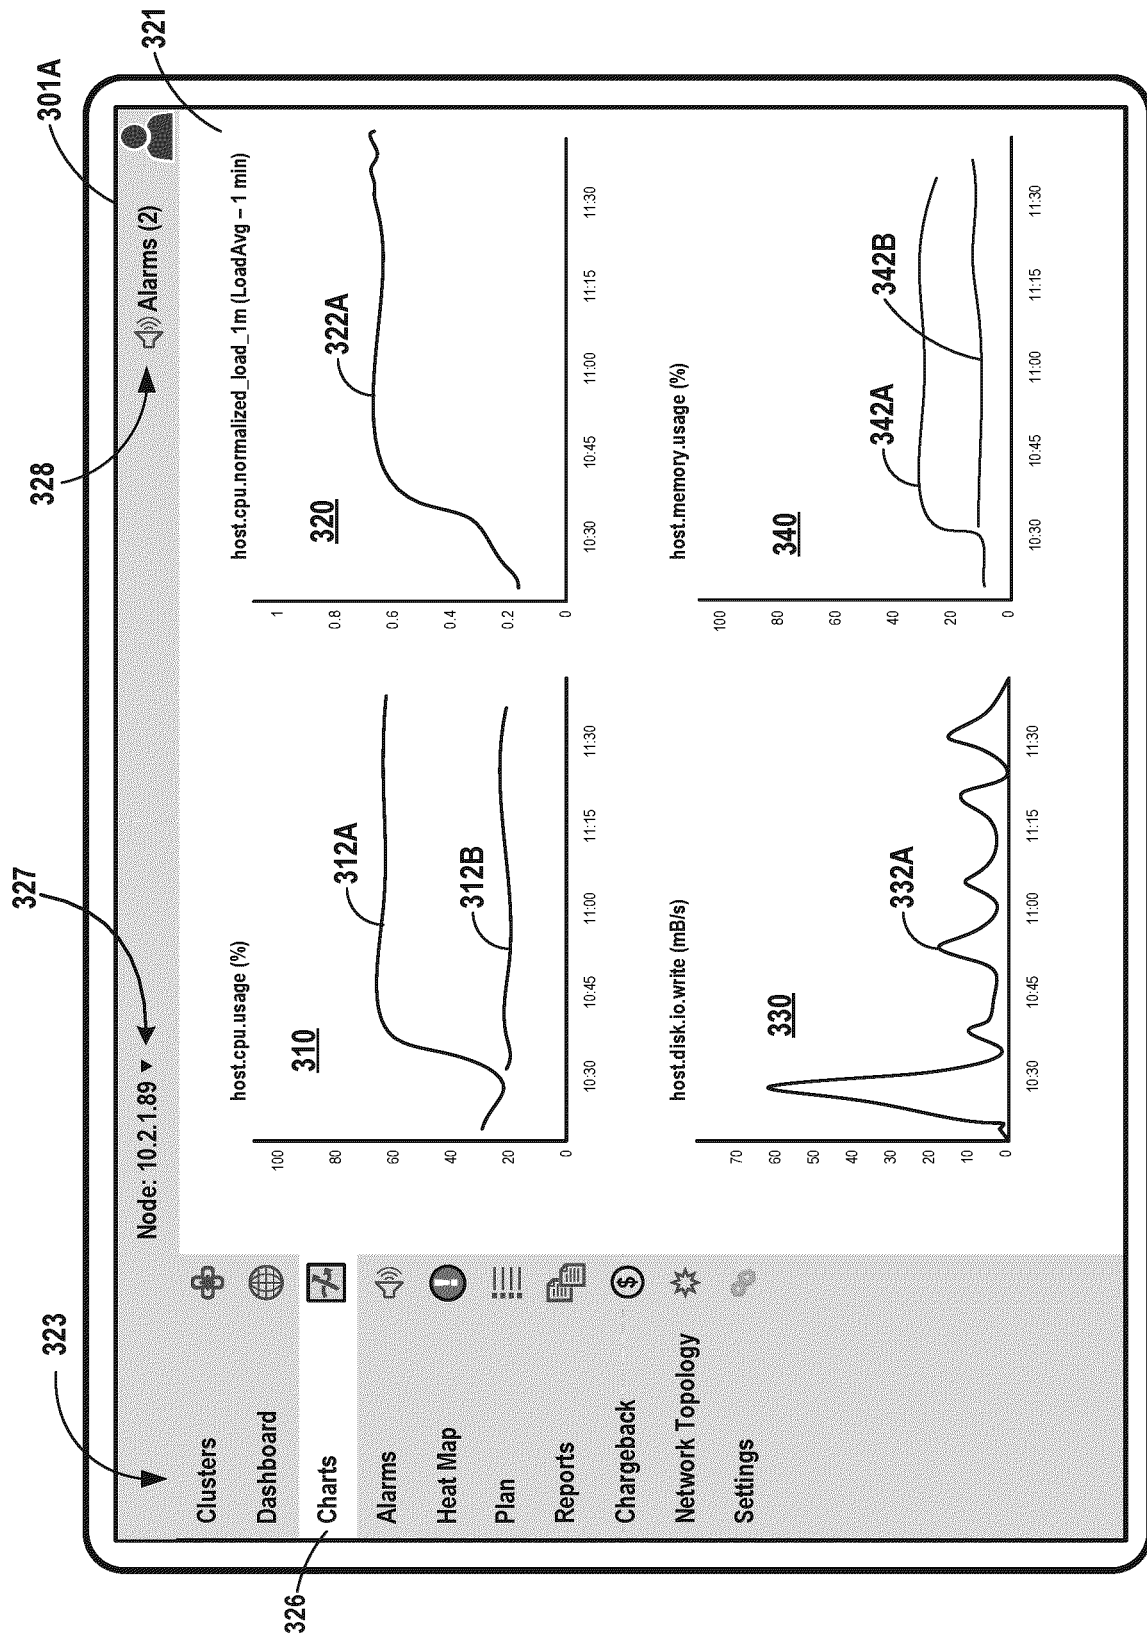 301A
321
328
327
323
326
Node: 10.2.1.89 ▼
Alarms (2)
Clusters
Dashboard
Charts
Alarms
Heat Map
Plan
Reports
Chargeback
Network Topology
Settings
host.cpu.usage (%)
310
312A
312B
100
80
60
40
20
0
10:30 10:45 11:00 11:15 11:30
host.cpu.normalized_load_1m (LoadAvg – 1 min)
320
322A
1
0.8
0.6
0.4
0.2
0
10:30 10:45 11:00 11:15 11:30
host.disk.io.write (mB/s)
330
332A
70
60
50
40
30
20
10
0
10:30 10:45 11:00 11:15 11:30
host.memory.usage (%)
340
342A
342B
100
80
60
40
20
0
10:30 10:45 11:00 11:15 11:30